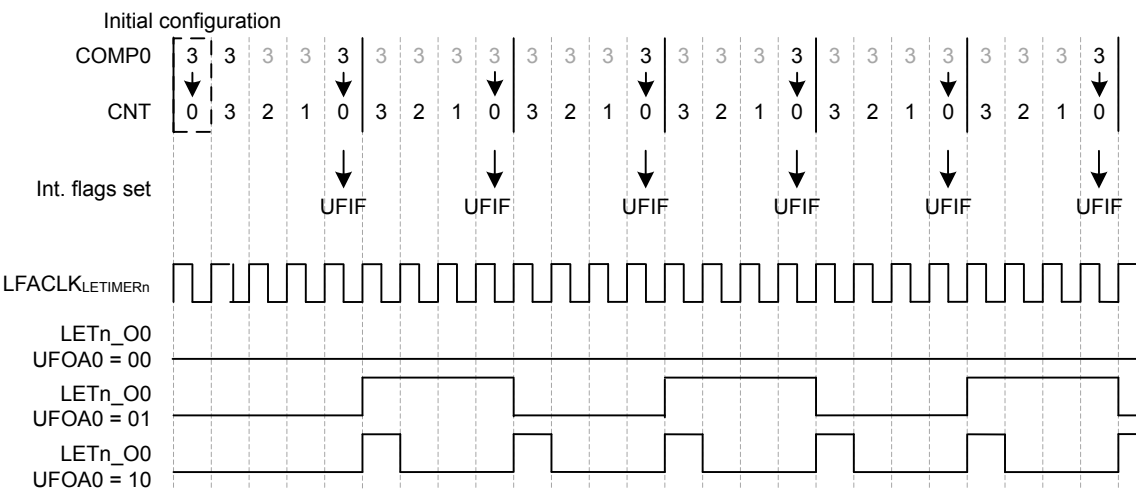 Initial configuration
COMP0 3 3 3 3 3 3 3 3 3 3 3 3 3 3 3 3 3 3 3 3 3 3 3 3 3
CNT 0 3 2 1 0 3 2 1 0 3 2 1 0 3 2 1 0 3 2 1 0 3 2 1 0
Int. flags set
UFIF UFIF UFIF UFIF UFIF UFIF
LFACLKLETIMERn
LETn_O0
UFOA0 = 00
LETn_O0
UFOA0 = 01
LETn_O0
UFOA0 = 10